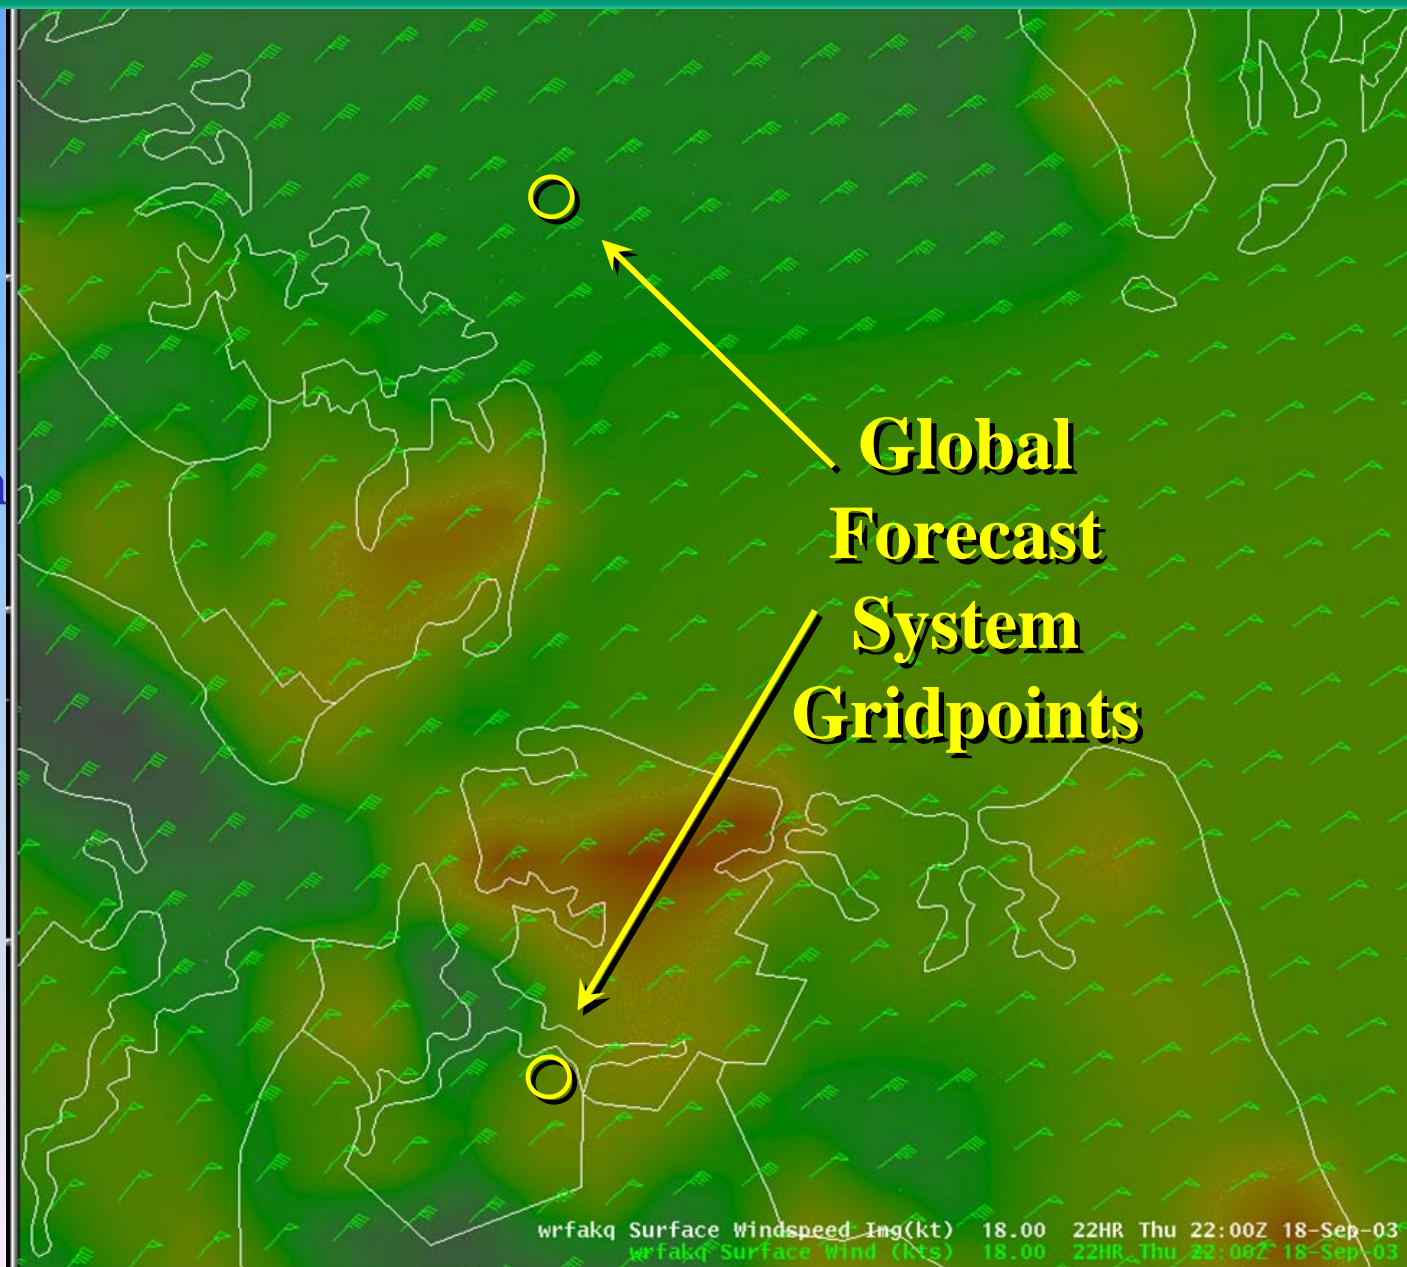 Global
Forecast
System
Gridpoints
wrfakq Surface Windspeed Img(kt) 18.00 22HR Thu 22:00Z 18-Sep-03
wrfakq Surface Wind (kts) 18.00 22HR Thu 22:00Z 18-Sep-03